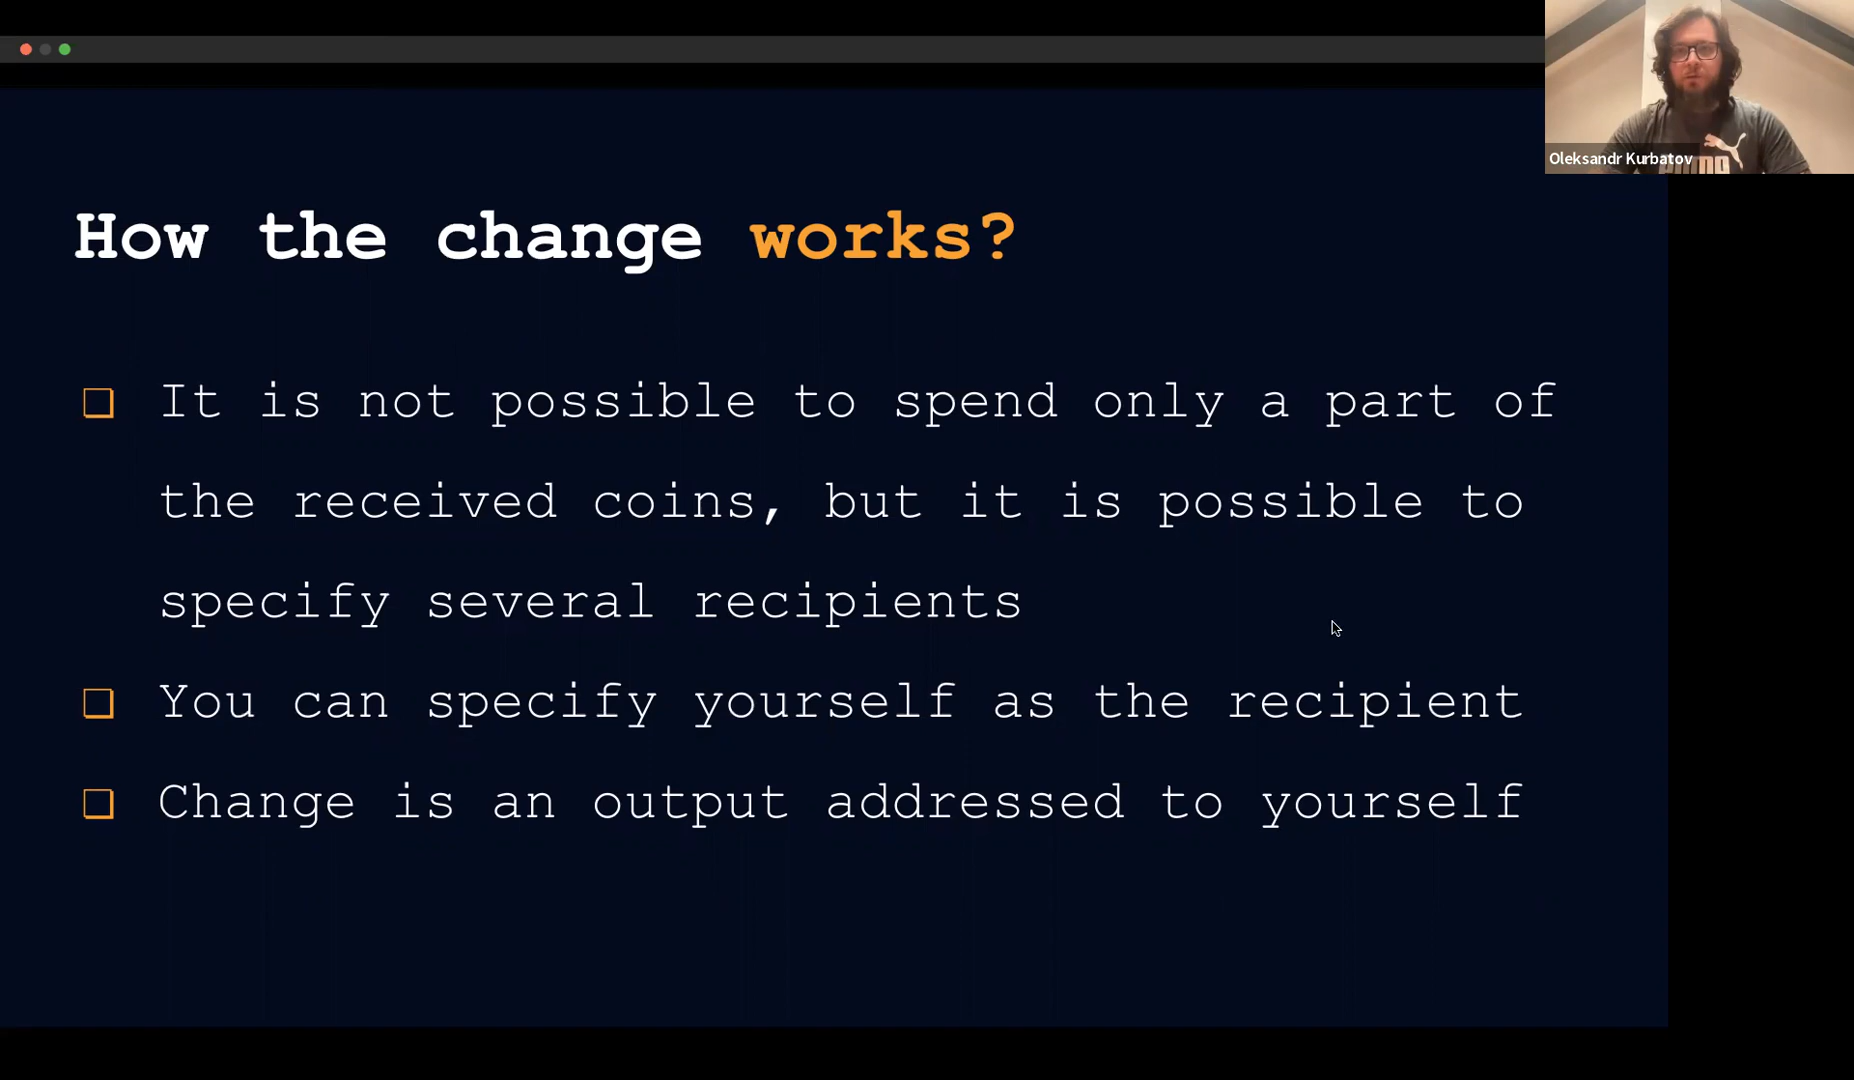 Oleksandr Kurbatov
How the change works?
It is not possible to spend only a part of
the received coins, but it is possible to
specify several recipients
You can specify yourself as the recipient
Change is an output addressed to yourself